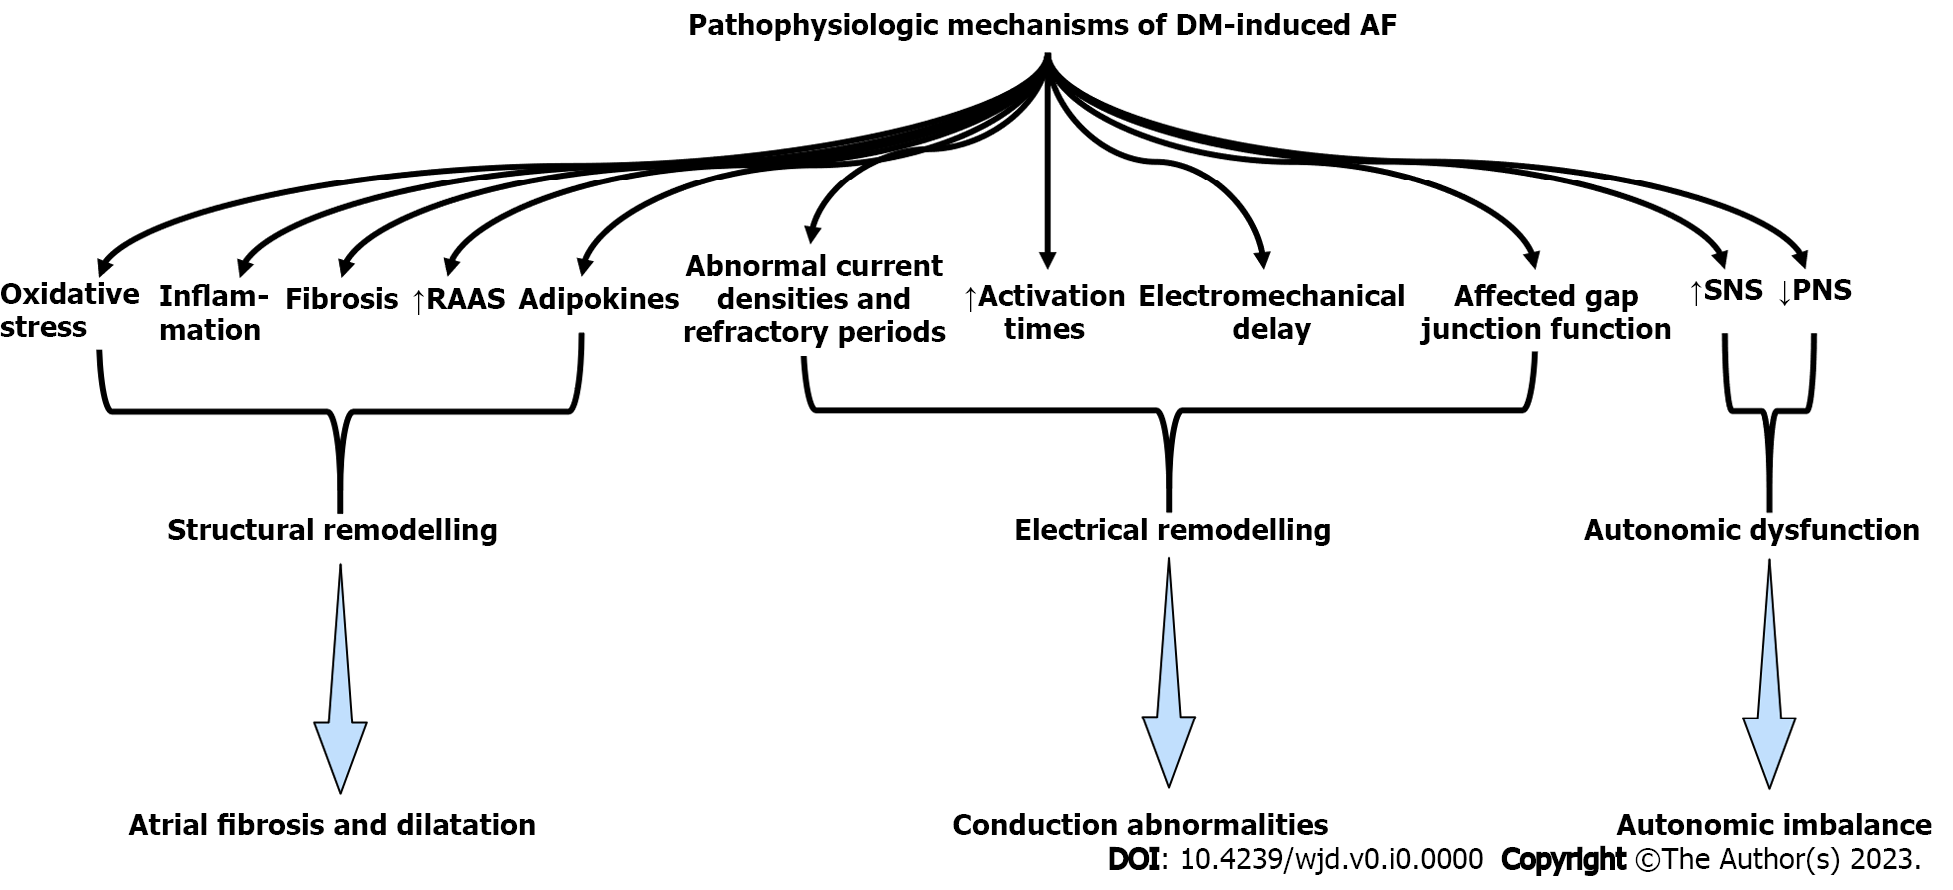 Pathophysiologic mechanisms of DM-induced AF
Oxidative
stress
Inflam-
mation
Fibrosis
↑RAAS
Adipokines
Abnormal current
densities and
refractory periods
↑Activation
times
Electromechanical
delay
Affected gap
junction function
↑SNS
↓PNS
Structural remodelling
Electrical remodelling
Autonomic dysfunction
Atrial fibrosis and dilatation
Conduction abnormalities
Autonomic imbalance
DOI: 10.4239/wjd.v0.i0.0000 Copyright ©The Author(s) 2023.